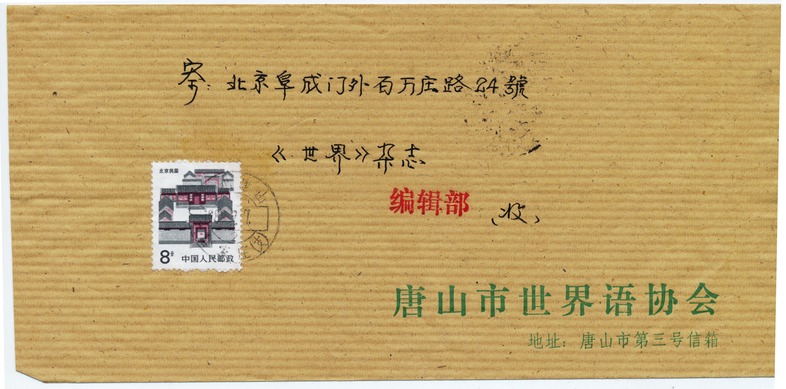 寄：北京阜成门外百万庄路24號
《世界》杂志
编辑部
（收）
北京民居
8分
中国人民邮政
唐山市世界语协会
地址：唐山市第三号信箱